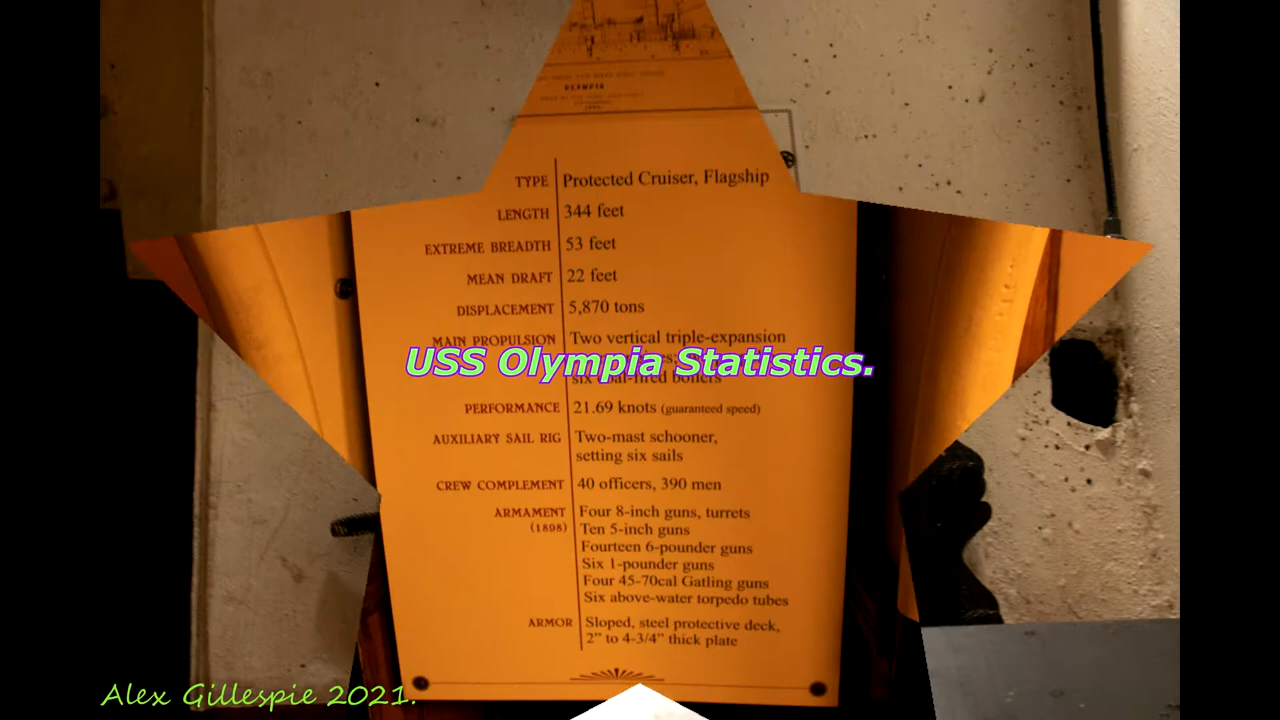 OLYMPIA
TYPE Protected Cruiser, Flagship
LENGTH 344 feet
EXTREME BREADTH 53 feet
MEAN DRAFT 22 feet
DISPLACEMENT 5,870 tons
MAIN PROPULSION Two vertical triple-expansion
USS Olympia Statistics.
six coal-fired boilers
PERFORMANCE 21.69 knots (guaranteed speed)
AUXILIARY SAIL RIG Two-mast schooner,
setting six sails
CREW COMPLEMENT 40 officers, 390 men
ARMAMENT Four 8-inch guns, turrets
(1898) Ten 5-inch guns
Fourteen 6-pounder guns
Six 1-pounder guns
Four 45-70cal Gatling guns
Six above-water torpedo tubes
ARMOR Sloped, steel protective deck,
2” to 4-3/4” thick plate
Alex Gillespie 2021.